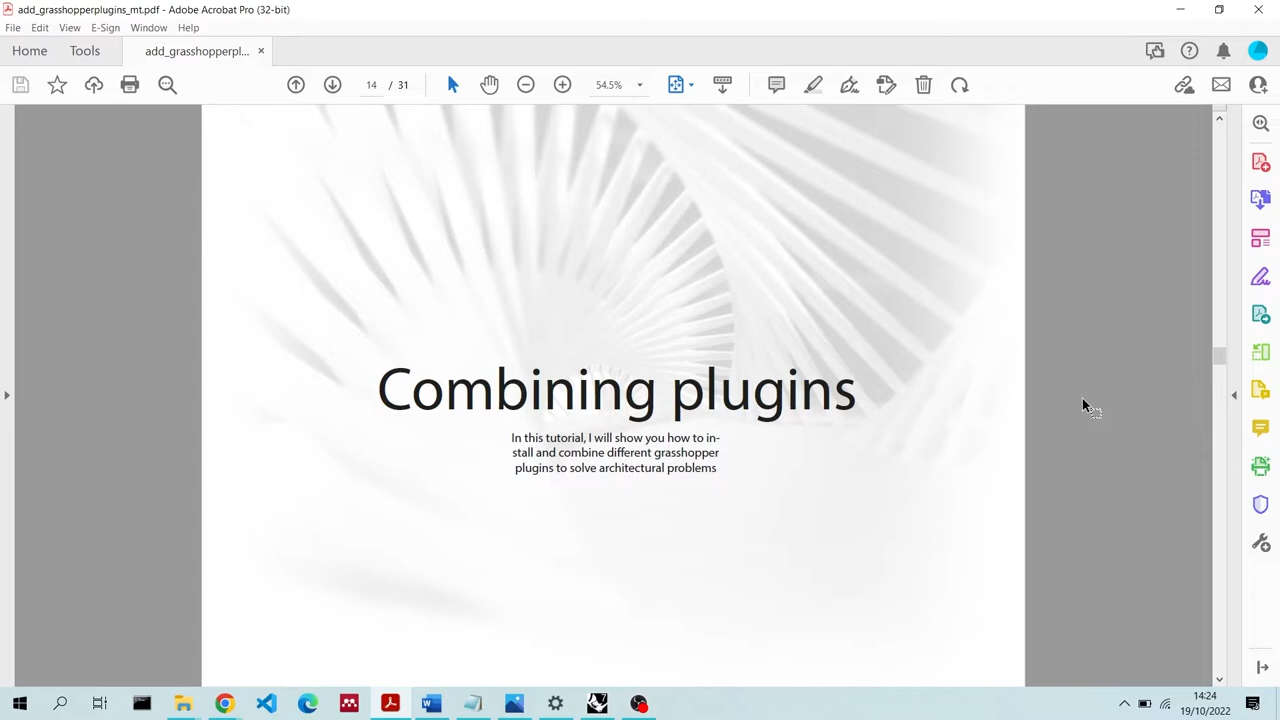 add_grasshopperplugins_mt.pdf - Adobe Acrobat Pro (32-bit)
File Edit View E-Sign Window Help
Home Tools add_grasshopperpl...
14 / 31 54.5%
Combining plugins
In this tutorial, I will show you how to in-
stall and combine different grasshopper
plugins to solve architectural problems
14:24
19/10/2022